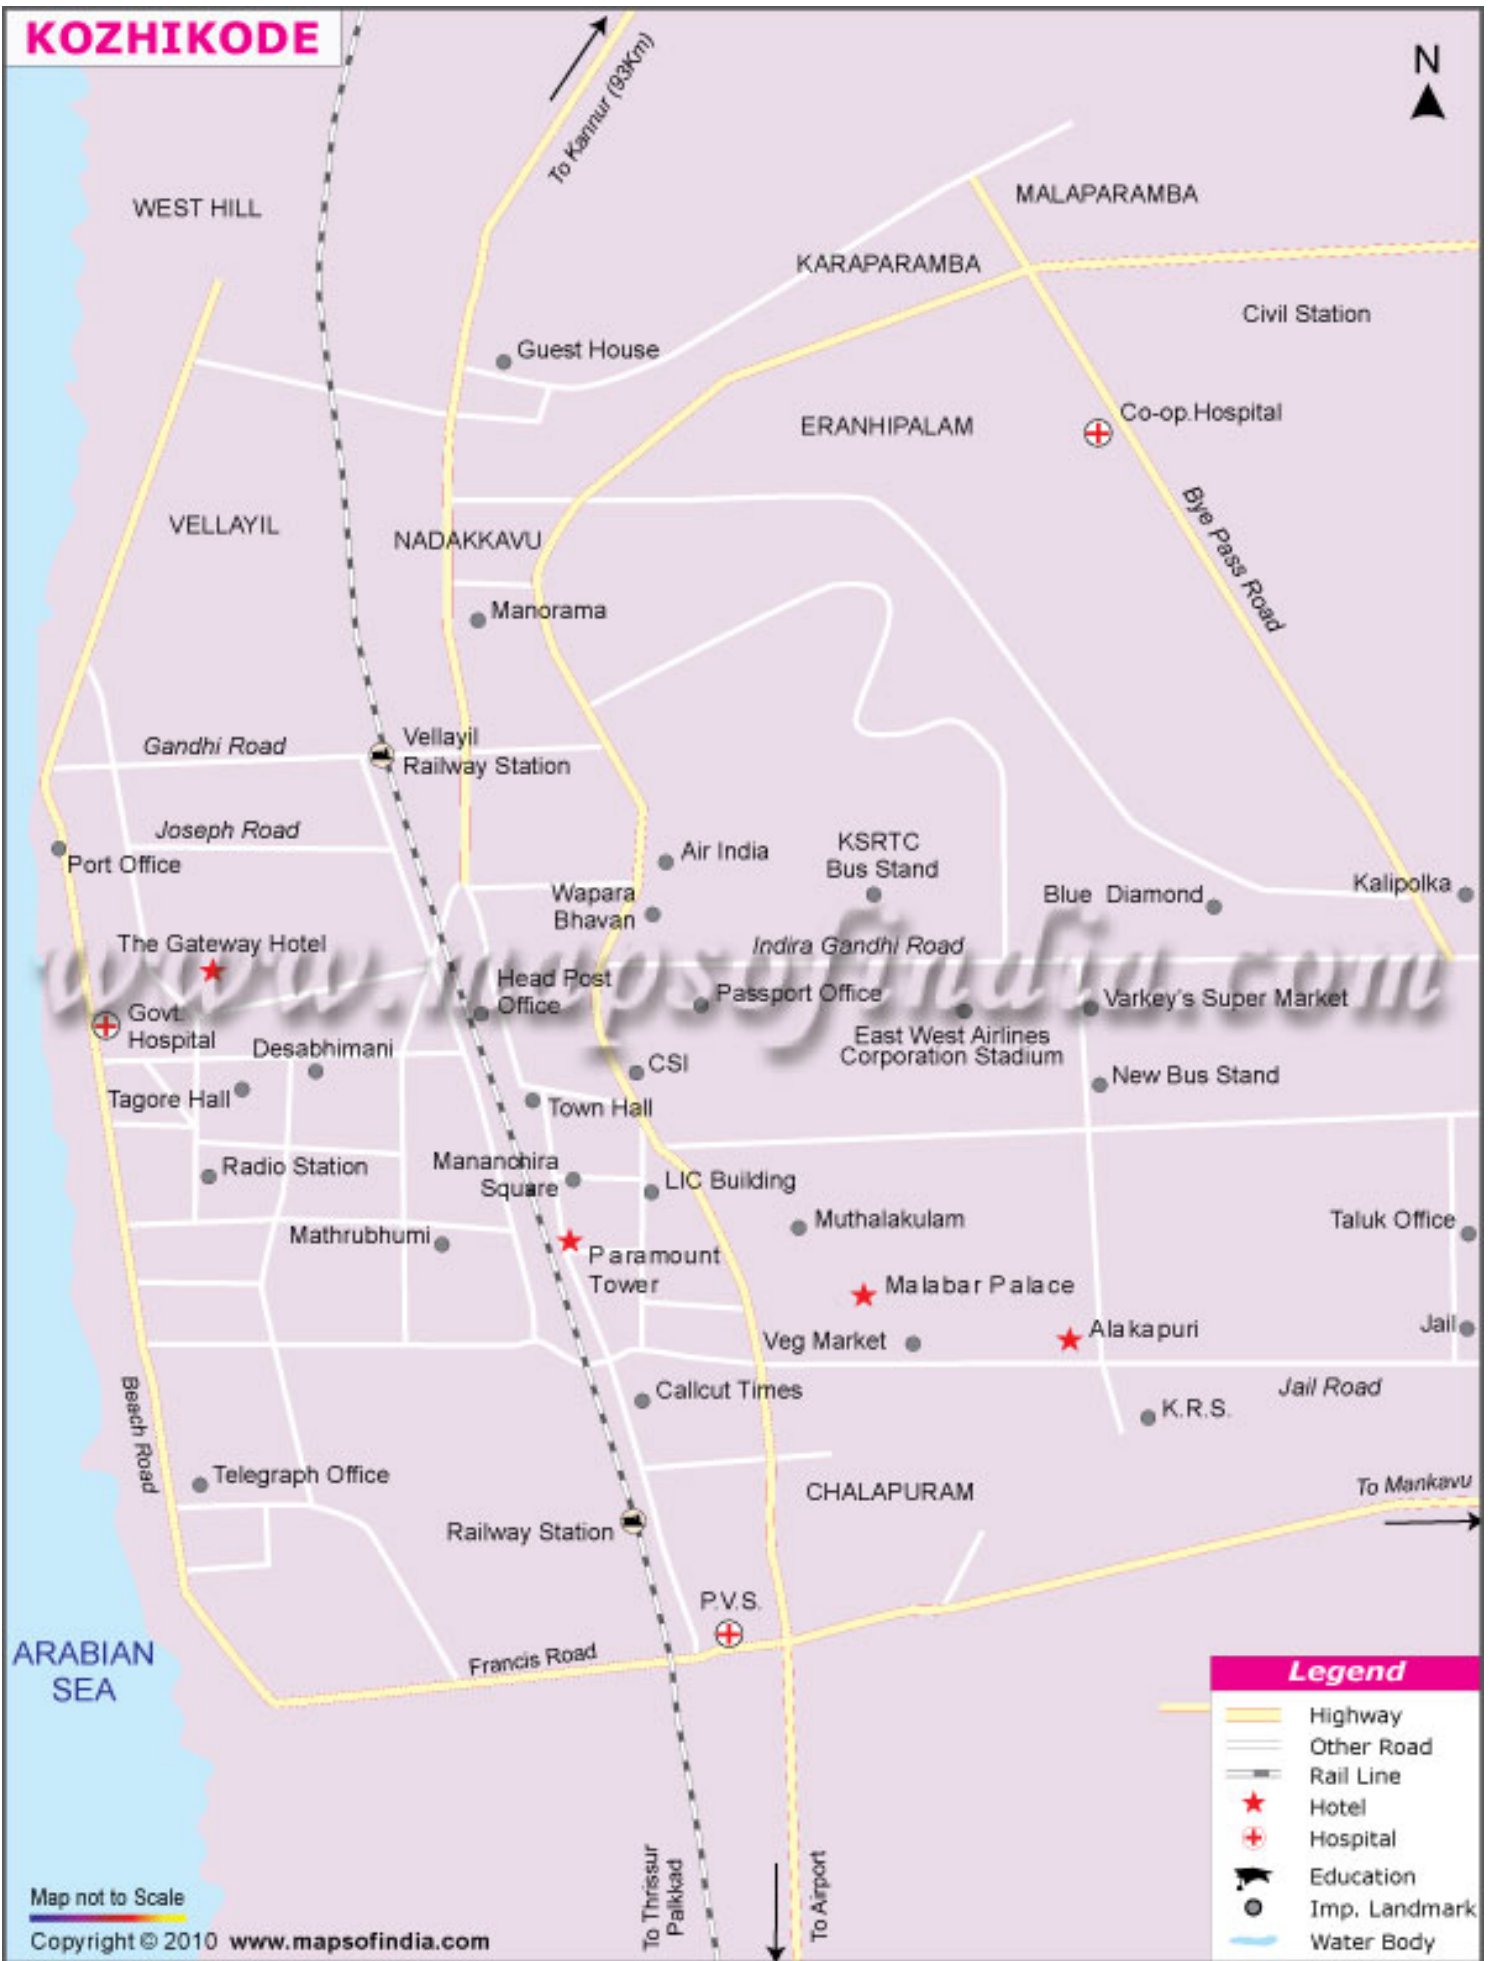 KOZHIKODE
To Kannur (93Km)
N
WEST HILL
MALAPARAMBA
KARAPARAMBA
Civil Station
Guest House
Co-op.Hospital
ERANHIPALAM
VELLAYIL
NADAKKAVU
Bye Pass Road
Manorama
Gandhi Road
Vellayil
Railway Station
Joseph Road
Port Office
Air India
KSRTC
Bus Stand
Kalipolka
Wapara
Bhavan
Blue Diamond
The Gateway Hotel
Indira Gandhi Road
www.mapsofindia.com
Head Post
Office
Passport Office
Varkey's Super Market
Govt.
Hospital
East West Airlines
Corporation Stadium
Desabhimani
CSI
New Bus Stand
Tagore Hall
Town Hall
Radio Station
Mananchira
Square
LIC Building
Muthalakulam
Taluk Office
Mathrubhumi
Paramount
Tower
Malabar Palace
Alakapuri
Veg Market
Jail
Beach Road
Callcut Times
Jail Road
K.R.S.
Telegraph Office
CHALAPURAM
To Mankavu
Railway Station
P.V.S.
ARABIAN
SEA
Francis Road
Legend
Highway
Other Road
Rail Line
Hotel
Hospital
Education
Imp. Landmark
Water Body
To Thrissur
Palkkad
To Airport
Map not to Scale
Copyright © 2010 www.mapsofindia.com